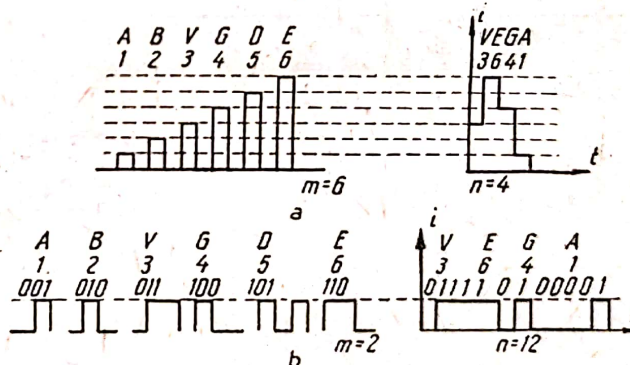 A B V G D E
1 2 3 4 5 6
m=6
a
i
VEGA
3641
t
n=4
A B V G D E
1. 2 3 4 5 6
001 010 011 100 101 110
m=2
b
i
V E G A
3 6 4 1
01111 0 1 00001
n=12